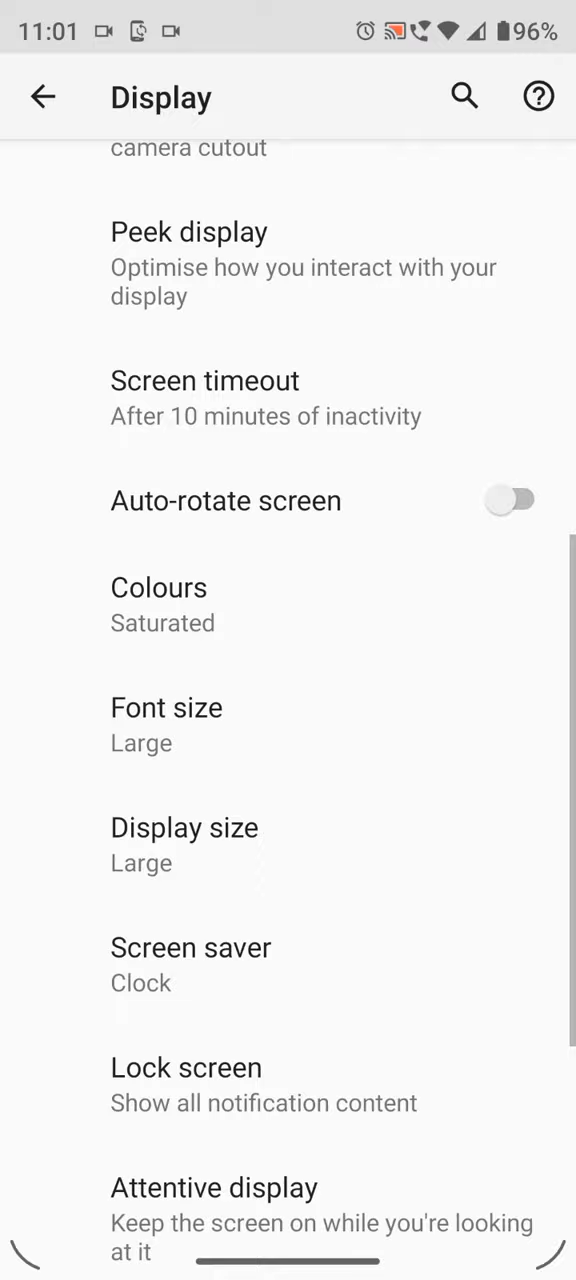 11:01
96%
Display
camera cutout
Peek display
Optimise how you interact with your
display
Screen timeout
After 10 minutes of inactivity
Auto-rotate screen
Colours
Saturated
Font size
Large
Display size
Large
Screen saver
Clock
Lock screen
Show all notification content
Attentive display
Keep the screen on while you're looking
at it